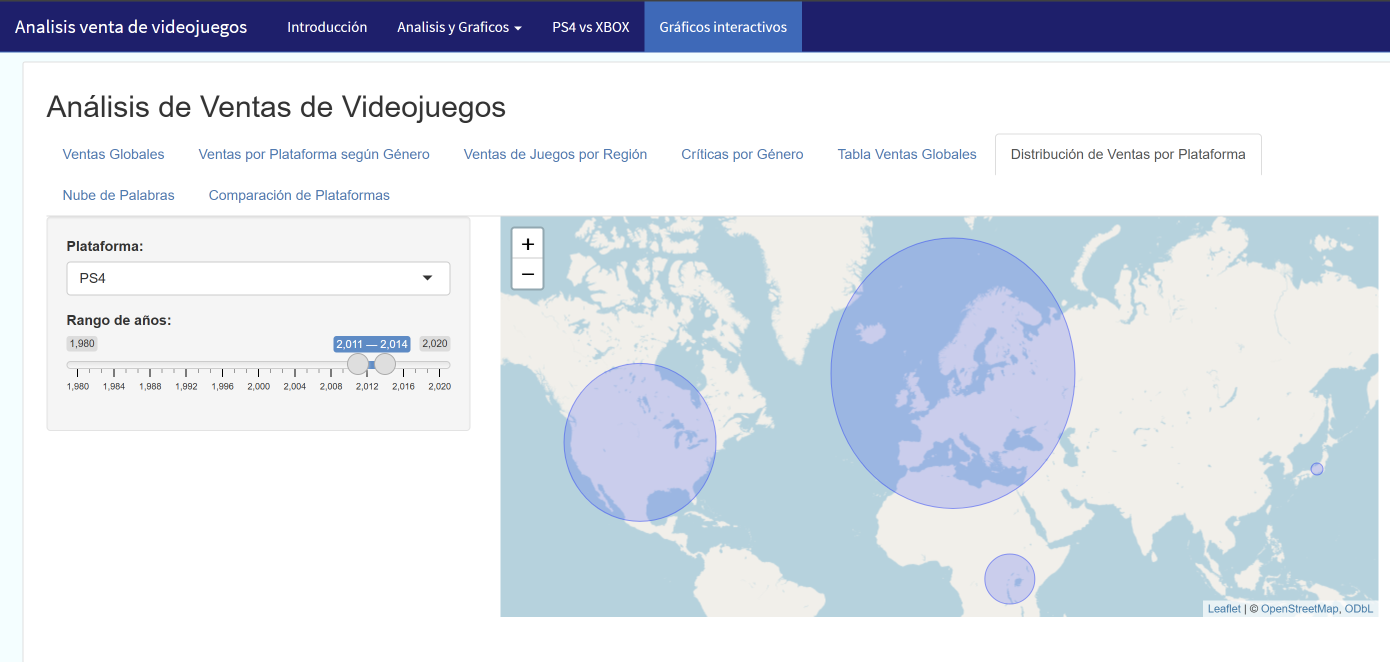 Analisis venta de videojuegos Introducción Analisis y Graficos PS4 vs XBOX Gráficos interactivos
Análisis de Ventas de Videojuegos
Ventas Globales Ventas por Plataforma según Género Ventas de Juegos por Región Críticas por Género Tabla Ventas Globales Distribución de Ventas por Plataforma
Nube de Palabras Comparación de Plataformas
Plataforma:
PS4
Rango de años:
1,980 2,011 — 2,014 2,020
1,980 1,984 1,988 1,992 1,996 2,000 2,004 2,008 2,012 2,016 2,020
+
−
Leaflet | © OpenStreetMap, ODbL